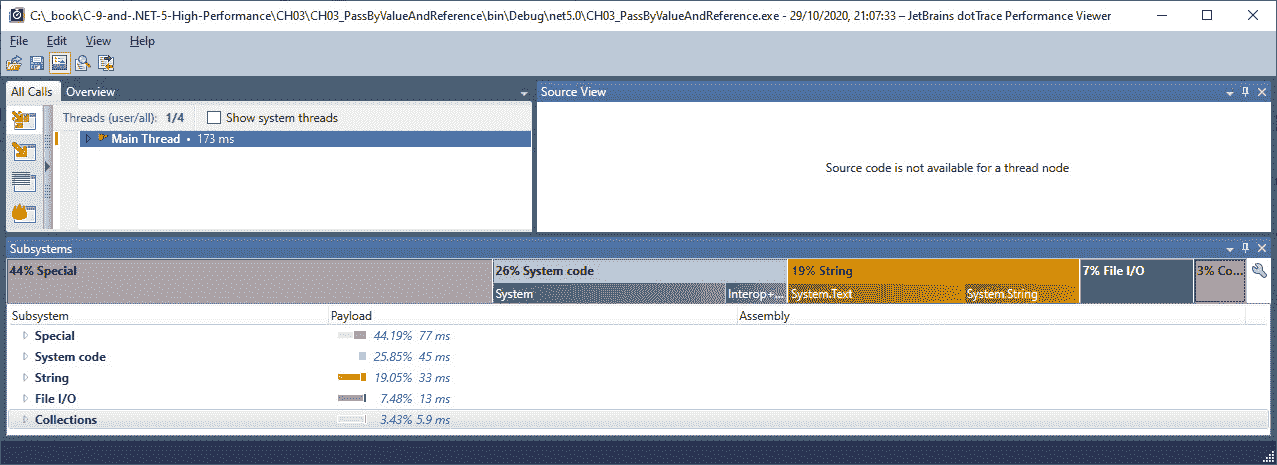 C:\_book\C-9-and-.NET-5-High-Performance\CH03\CH03_PassByValueAndReference\bin\Debug\net5.0\CH03_PassByValueAndReference.exe - 29/10/2020, 21:07:33 – JetBrains dotTrace Performance Viewer
File Edit View Help
All Calls Overview
Source View
Threads (user/all): 1/4 Show system threads
Main Thread • 173 ms
Source code is not available for a thread node
Subsystems
44% Special 26% System code 19% String 7% File I/O 3% Co...
System Interop+... System.Text System.String
Subsystem Payload Assembly
Special 44.19% 77 ms
System code 25.85% 45 ms
String 19.05% 33 ms
File I/O 7.48% 13 ms
Collections 3.43% 5.9 ms